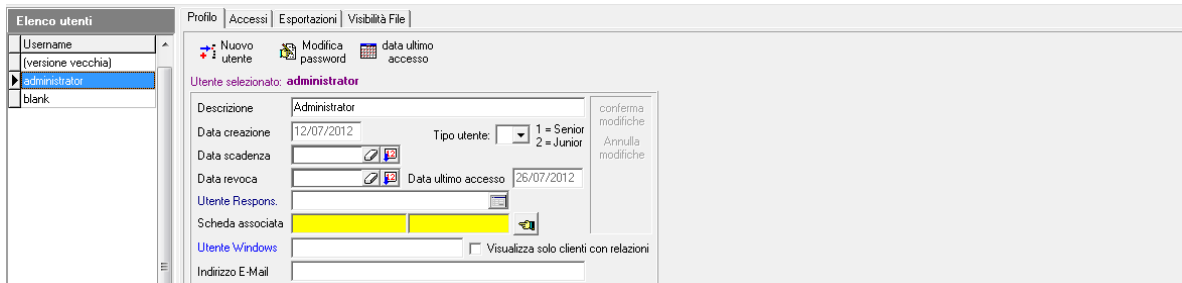 Elenco utenti
Username
(versione vecchia)
administrator
blank
Profilo Accessi Esportazioni Visibilità File
Nuovo utente
Modifica password
data ultimo accesso
Utente selezionato: administrator
Descrizione Administrator
Data creazione 12/07/2012 Tipo utente: 1 = Senior
2 = Junior
Data scadenza 12
Data revoca 12 Data ultimo accesso 26/07/2012
Utente Respons.
Scheda associata
Utente Windows Visualizza solo clienti con relazioni
Indirizzo E-Mail
conferma modifiche
Annulla modifiche